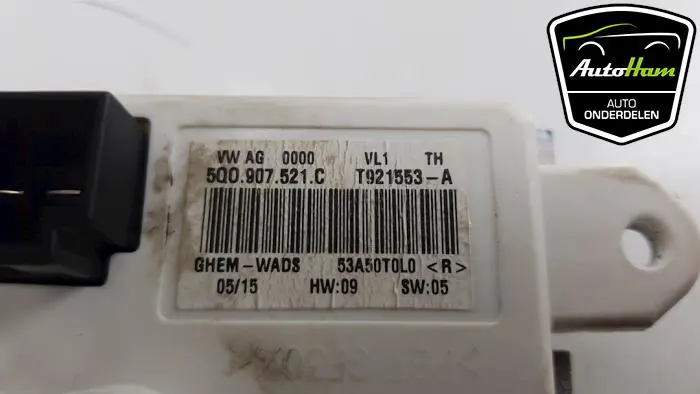 AutoHam
AUTO
ONDERDELEN
VW AG 0000 VL1 TH
5Q0.907.521.C T921553-A
GHEM-WADS 53A50T0L0 <R>
05/15 HW:09 SW:05